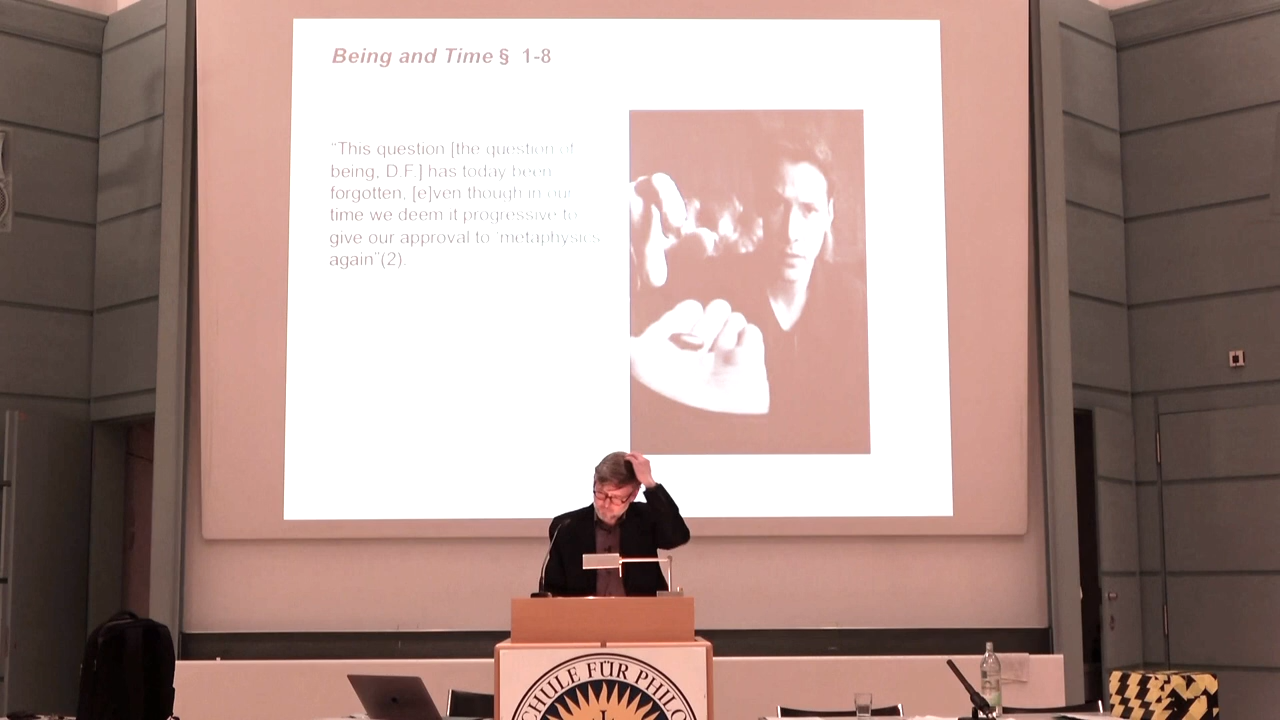 Being and Time § 1-8
“This question [the question of
being, D.F.] has today been
forgotten, [e]ven though in our
time we deem it progressive to
give our approval to ‘metaphysics
again”(2).
CHULE FÜR PHILO